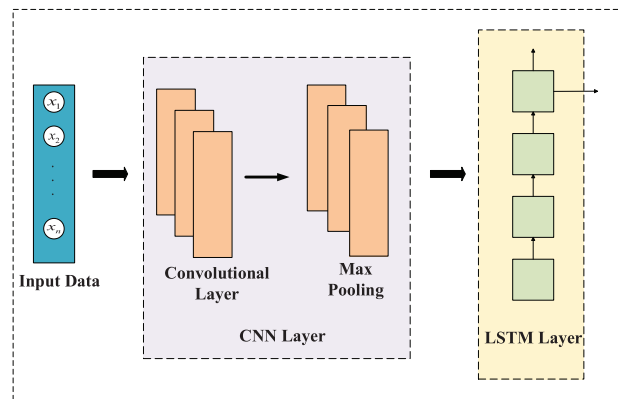 x₁
x₂
.
.
.
xₙ
Input Data
Convolutional
Layer
Max
Pooling
CNN Layer
LSTM Layer